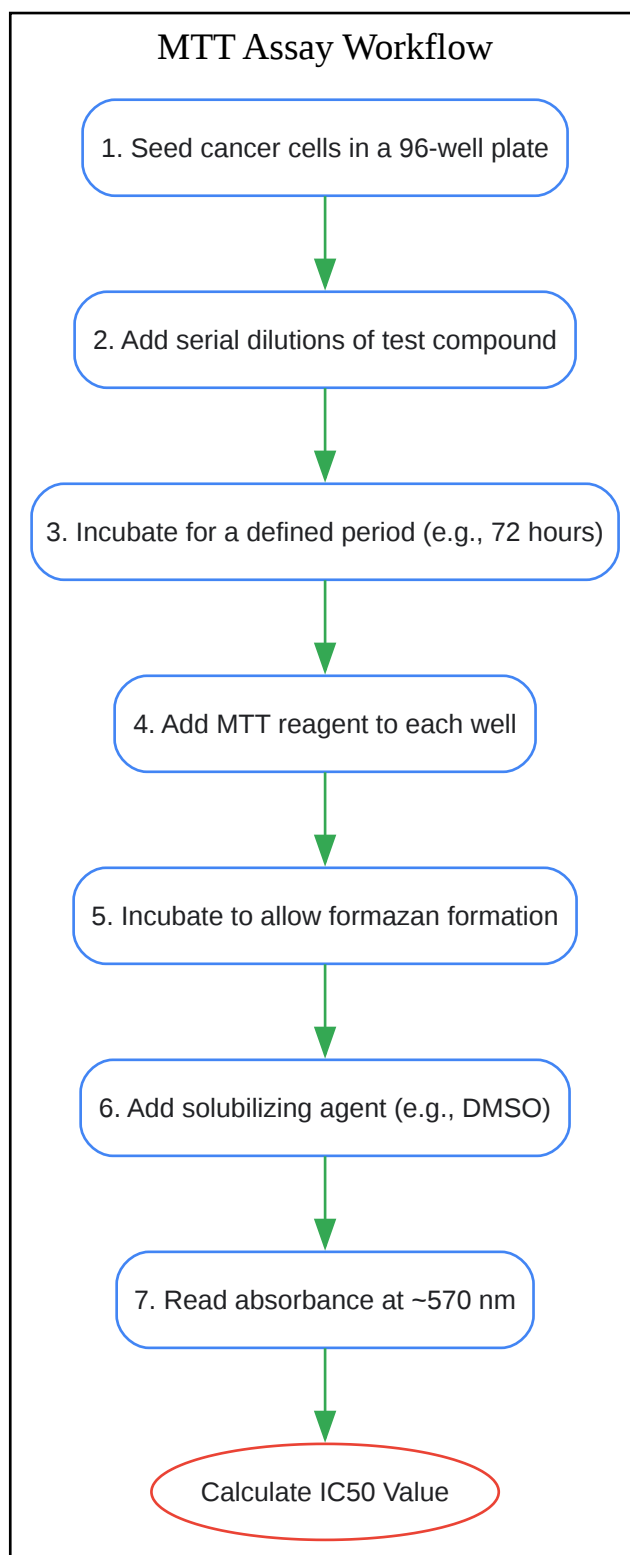 MTT Assay Workflow
1. Seed cancer cells in a 96-well plate
2. Add serial dilutions of test compound
3. Incubate for a defined period (e.g., 72 hours)
4. Add MTT reagent to each well
5. Incubate to allow formazan formation
6. Add solubilizing agent (e.g., DMSO)
7. Read absorbance at ~570 nm
Calculate IC50 Value